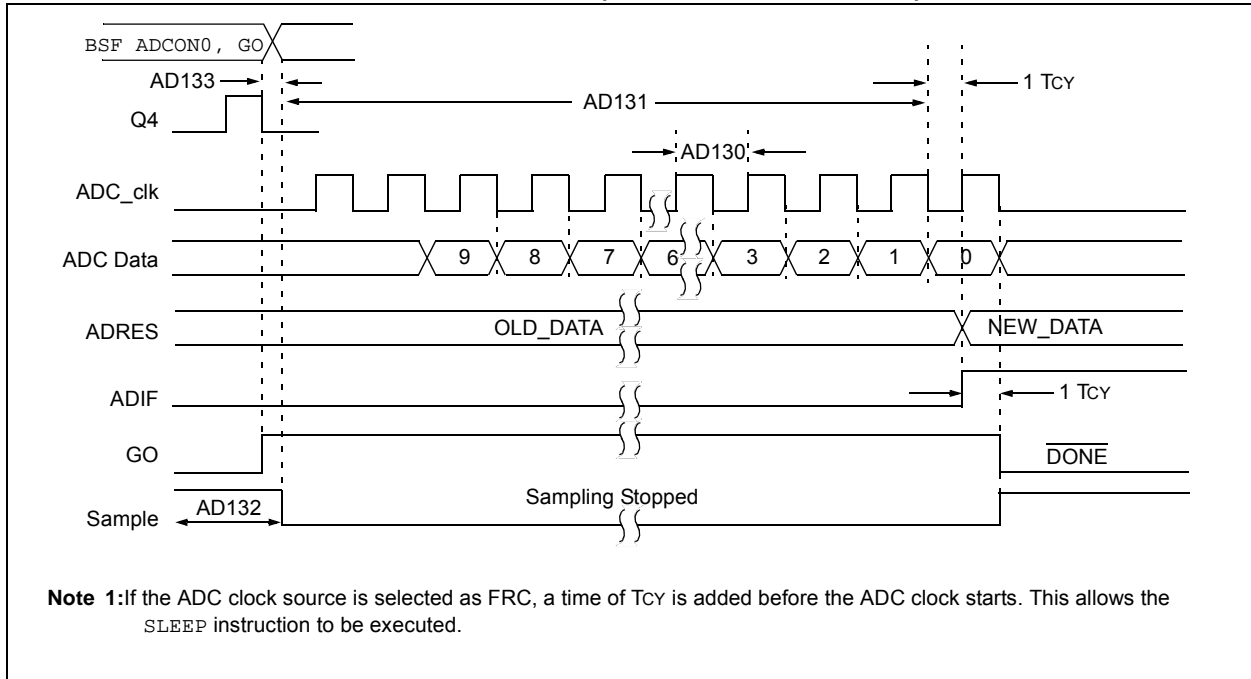 BSF ADCON0, GO
AD133
1 TCY
AD131
Q4
AD130
ADC_clk
ADC Data 9 8 7 6 3 2 1 0
ADRES OLD_DATA NEW_DATA
ADIF 1 TCY
GO DONE
Sample AD132 Sampling Stopped
Note 1:If the ADC clock source is selected as FRC, a time of TCY is added before the ADC clock starts. This allows the
SLEEP instruction to be executed.